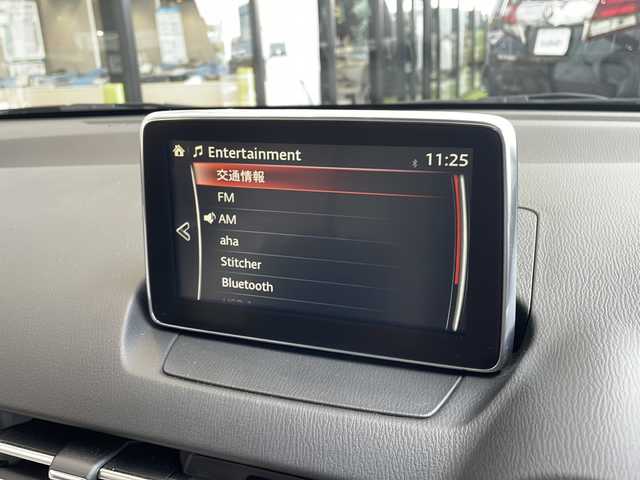 Entertainment 11:25
交通情報
FM
AM
aha
Stitcher
Bluetooth